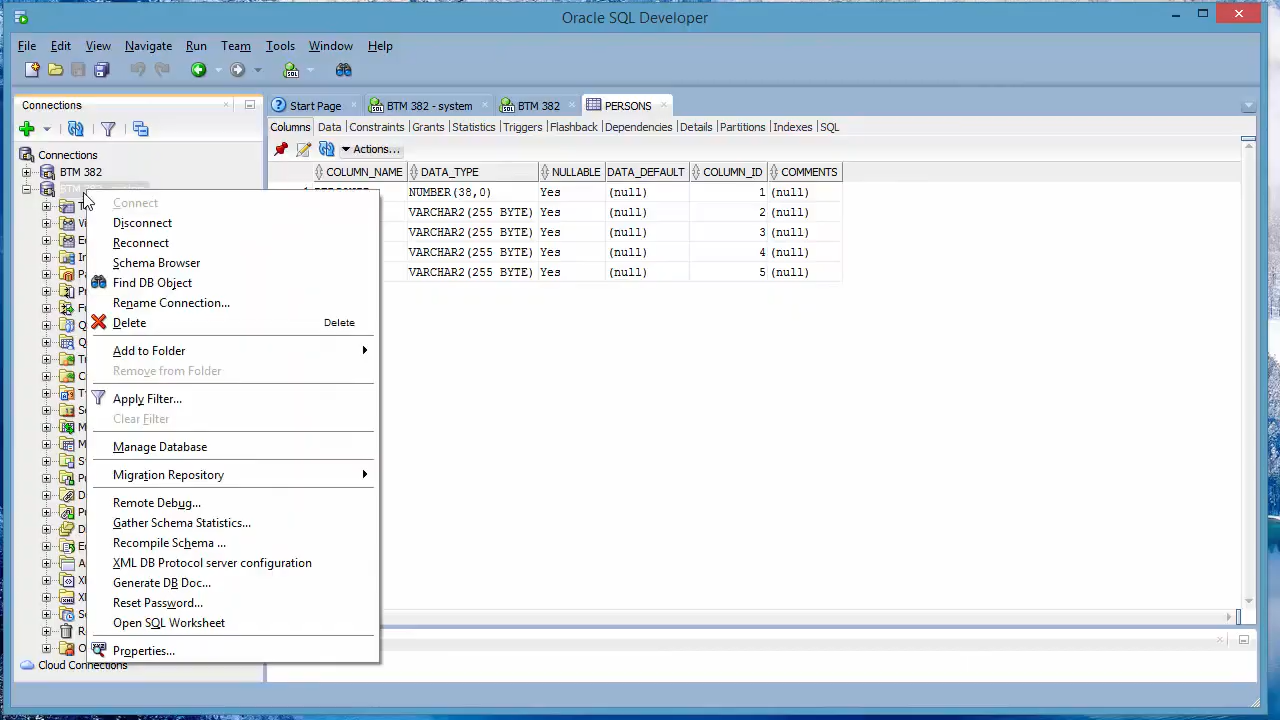 Oracle SQL Developer
File Edit View Navigate Run Team Tools Window Help
Connections
Start Page BTM 382 - system BTM 382 PERSONS
Columns Data Constraints Grants Statistics Triggers Flashback Dependencies Details Partitions Indexes SQL
Actions...
Connections
BTM 382
COLUMN_NAME DATA_TYPE NULLABLE DATA_DEFAULT COLUMN_ID COMMENTS
NUMBER(38,0) Yes (null) 1 (null)
VARCHAR2(255 BYTE) Yes (null) 2 (null)
VARCHAR2(255 BYTE) Yes (null) 3 (null)
VARCHAR2(255 BYTE) Yes (null) 4 (null)
VARCHAR2(255 BYTE) Yes (null) 5 (null)
Connect
Disconnect
Reconnect
Schema Browser
Find DB Object
Rename Connection...
Delete Delete
Add to Folder
Remove from Folder
Apply Filter...
Clear Filter
Manage Database
Migration Repository
Remote Debug...
Gather Schema Statistics...
Recompile Schema ...
XML DB Protocol server configuration
Generate DB Doc...
Reset Password...
Open SQL Worksheet
Properties...
Cloud Connections